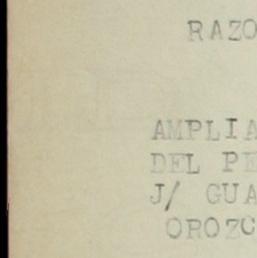 RAZO
AMPLIA
DEL PE
J/ GUA
OROZC